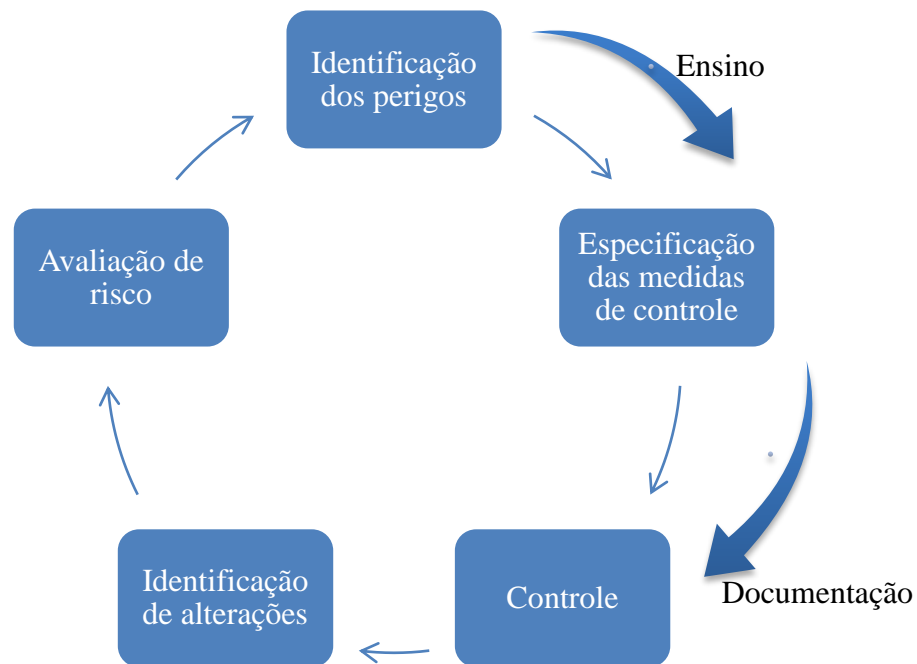 Identificação
dos perigos
Ensino
Especificação
das medidas
de controle
Avaliação de
risco
Controle
Documentação
Identificação
de alterações